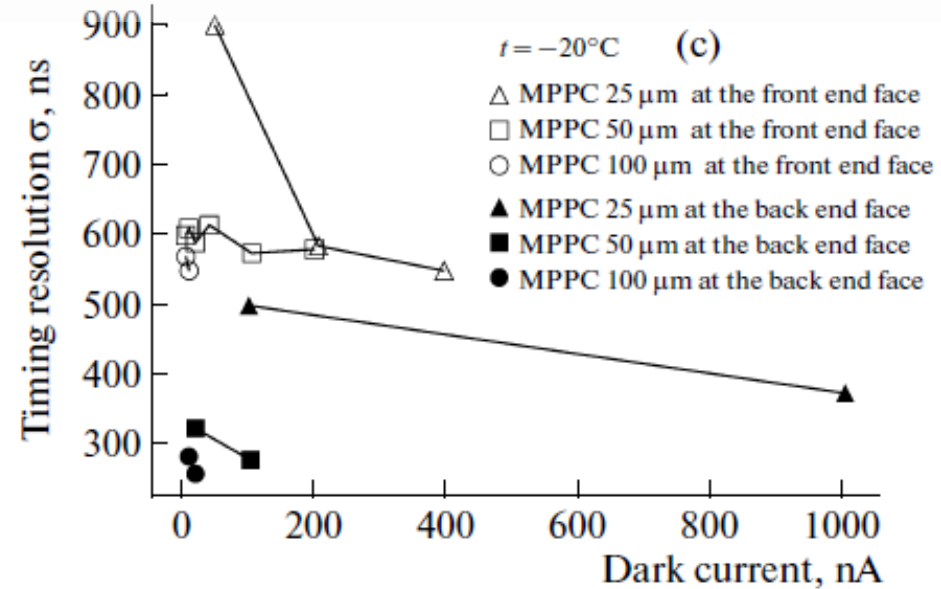 Timing resolution σ, ns
900
800
700
600
500
400
300
t = −20°C (c)
MPPC 25 μm at the front end face
MPPC 50 μm at the front end face
MPPC 100 μm at the front end face
MPPC 25 μm at the back end face
MPPC 50 μm at the back end face
MPPC 100 μm at the back end face
0 200 400 600 800 1000
Dark current, nA